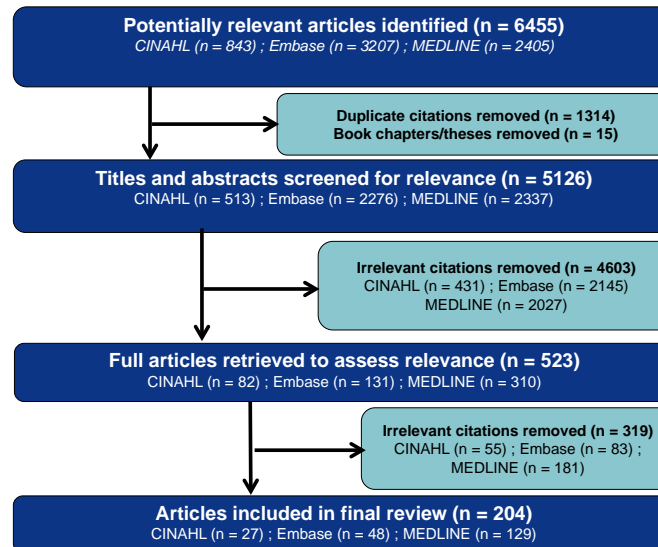 Potentially relevant articles identified (n = 6455)
CINAHL (n = 843) ; Embase (n = 3207) ; MEDLINE (n = 2405)
Duplicate citations removed (n = 1314)
Book chapters/theses removed (n = 15)
Titles and abstracts screened for relevance (n = 5126)
CINAHL (n = 513) ; Embase (n = 2276) ; MEDLINE (n = 2337)
Irrelevant citations removed (n = 4603)
CINAHL (n = 431) ; Embase (n = 2145)
MEDLINE (n = 2027)
Full articles retrieved to assess relevance (n = 523)
CINAHL (n = 82) ; Embase (n = 131) ; MEDLINE (n = 310)
Irrelevant citations removed (n = 319)
CINAHL (n = 55) ; Embase (n = 83) ;
MEDLINE (n = 181)
Articles included in final review (n = 204)
CINAHL (n = 27) ; Embase (n = 48) ; MEDLINE (n = 129)